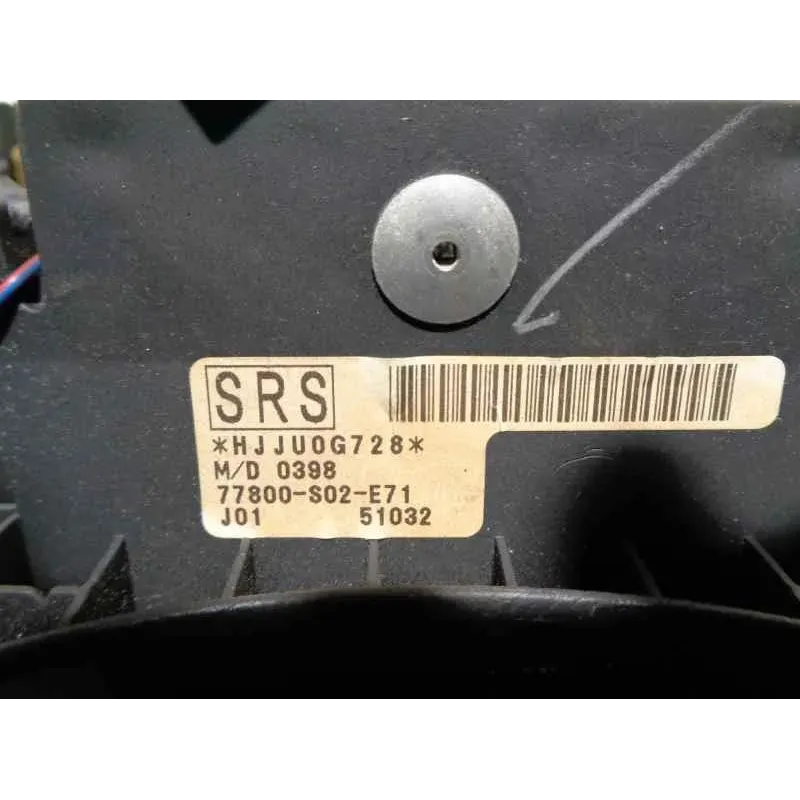 SRS
*HJJU0G728*
M/D 0398
77800-S02-E71
J01 51032